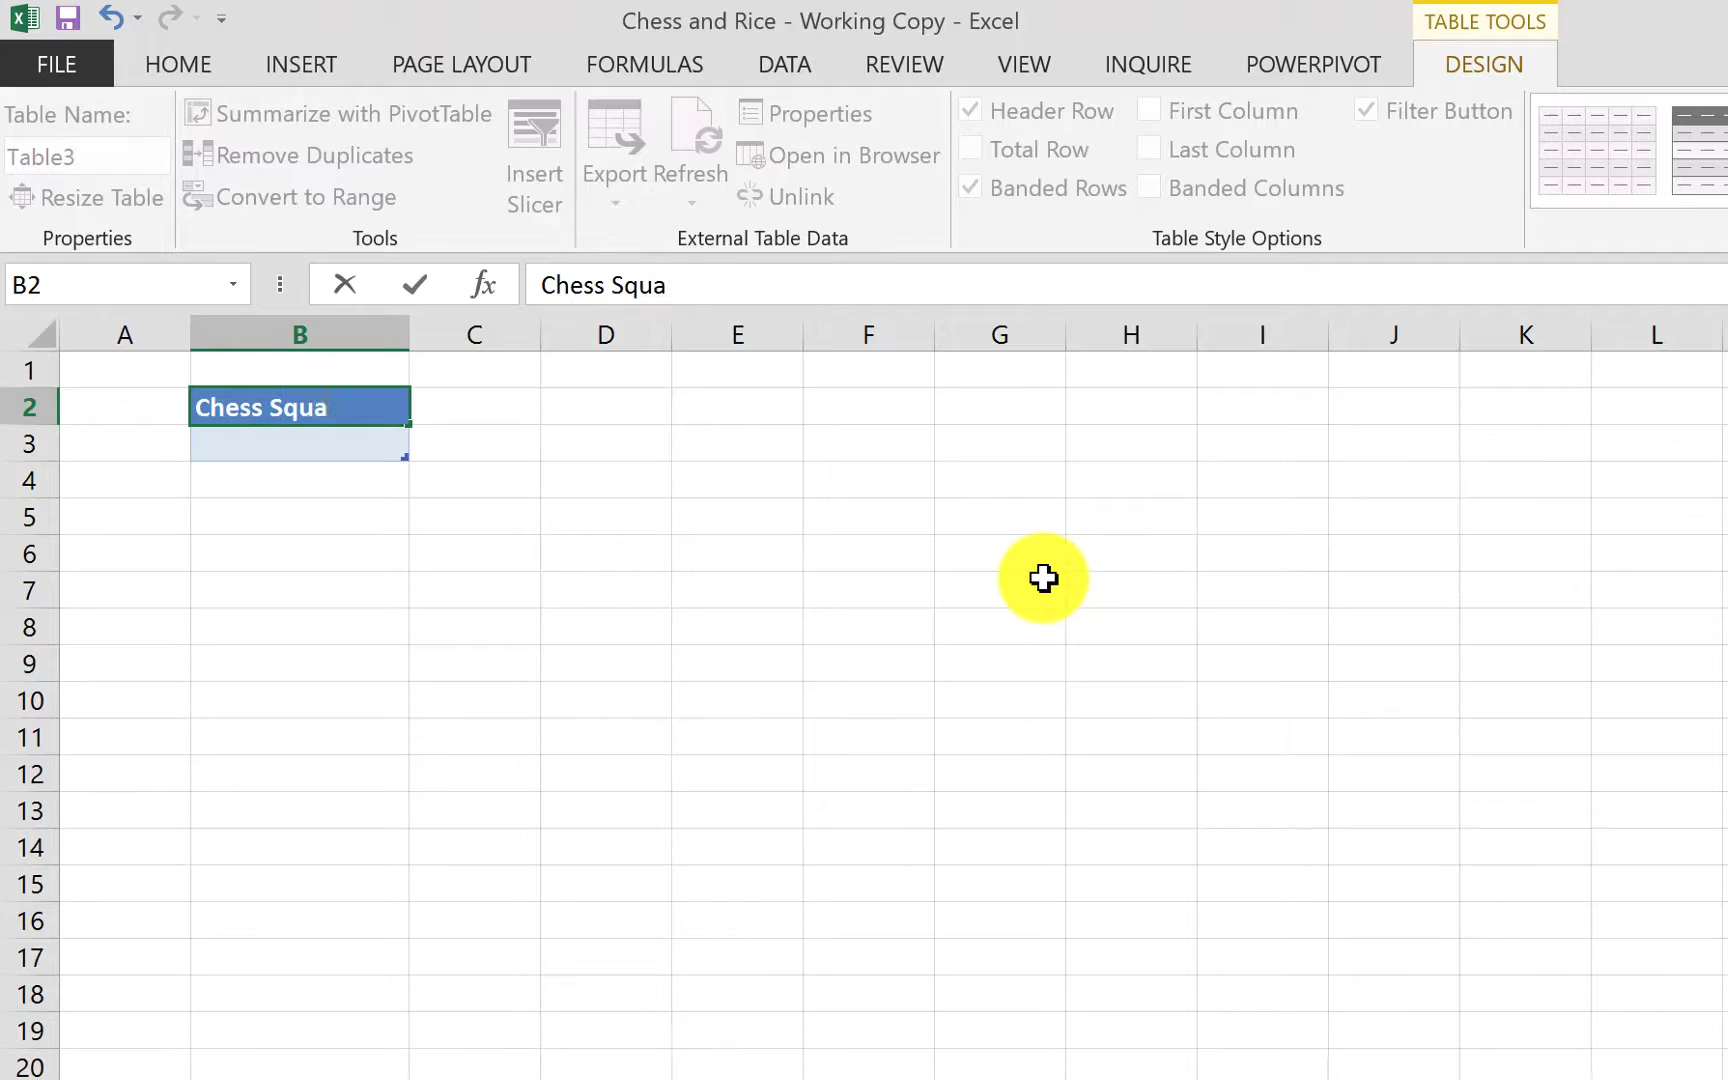 Chess and Rice - Working Copy - Excel
TABLE TOOLS
FILE HOME INSERT PAGE LAYOUT FORMULAS DATA REVIEW VIEW INQUIRE POWERPIVOT DESIGN
Table Name:
Table3
Resize Table
Properties
Summarize with PivotTable
Remove Duplicates
Convert to Range
Insert
Slicer
Tools
Export
Refresh
Properties
Open in Browser
Unlink
External Table Data
Header Row
Total Row
Banded Rows
First Column
Last Column
Banded Columns
Filter Button
Table Style Options
B2
fx
Chess Squa
A B C D E F G H I J K L
1
2 Chess Squa
3
4
5
6
7
8
9
10
11
12
13
14
15
16
17
18
19
20